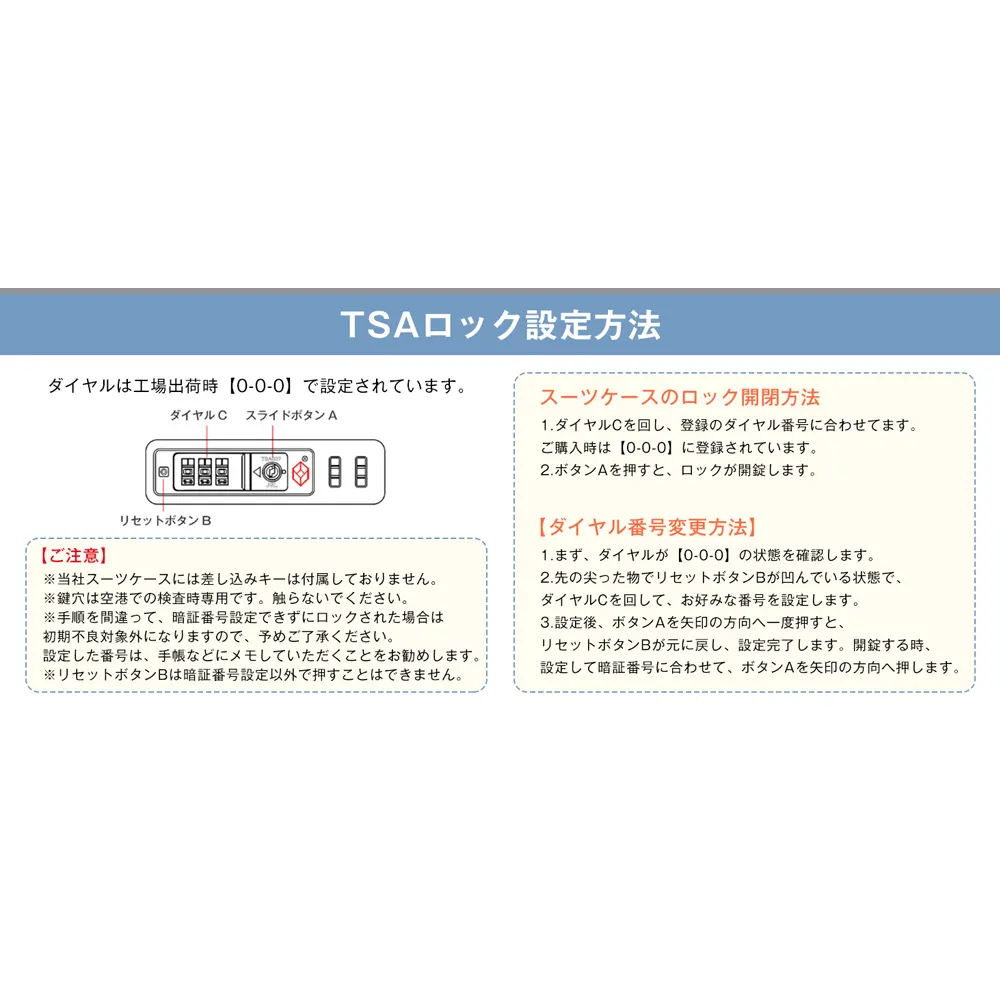 TSAロック設定方法
ダイヤルは工場出荷時【0-0-0】で設定されています。
ダイヤル C スライドボタン A
リセットボタン B
【ご注意】
※当社スーツケースには差し込みキーは付属しておりません。
※鍵穴は空港での検査時専用です。触らないでください。
※手順を間違って、暗証番号設定できずにロックされた場合は
初期不良対象外になりますので、予めご了承ください。
設定した番号は、手帳などにメモしていただくことをお勧めします。
※リセットボタンBは暗証番号設定以外で押すことはできません。
スーツケースのロック開閉方法
1.ダイヤルCを回し、登録のダイヤル番号に合わせてます。
ご購入時は【0-0-0】に登録されています。
2.ボタンAを押すと、ロックが開錠します。
【ダイヤル番号変更方法】
1.まず、ダイヤルが【0-0-0】の状態を確認します。
2.先の尖った物でリセットボタンBが凹んでいる状態で、
ダイヤルCを回して、お好みな番号を設定します。
3.設定後、ボタンAを矢印の方向へ一度押すと、
リセットボタンBが元に戻し、設定完了します。開錠する時、
設定して暗証番号に合わせて、ボタンAを矢印の方向へ押します。